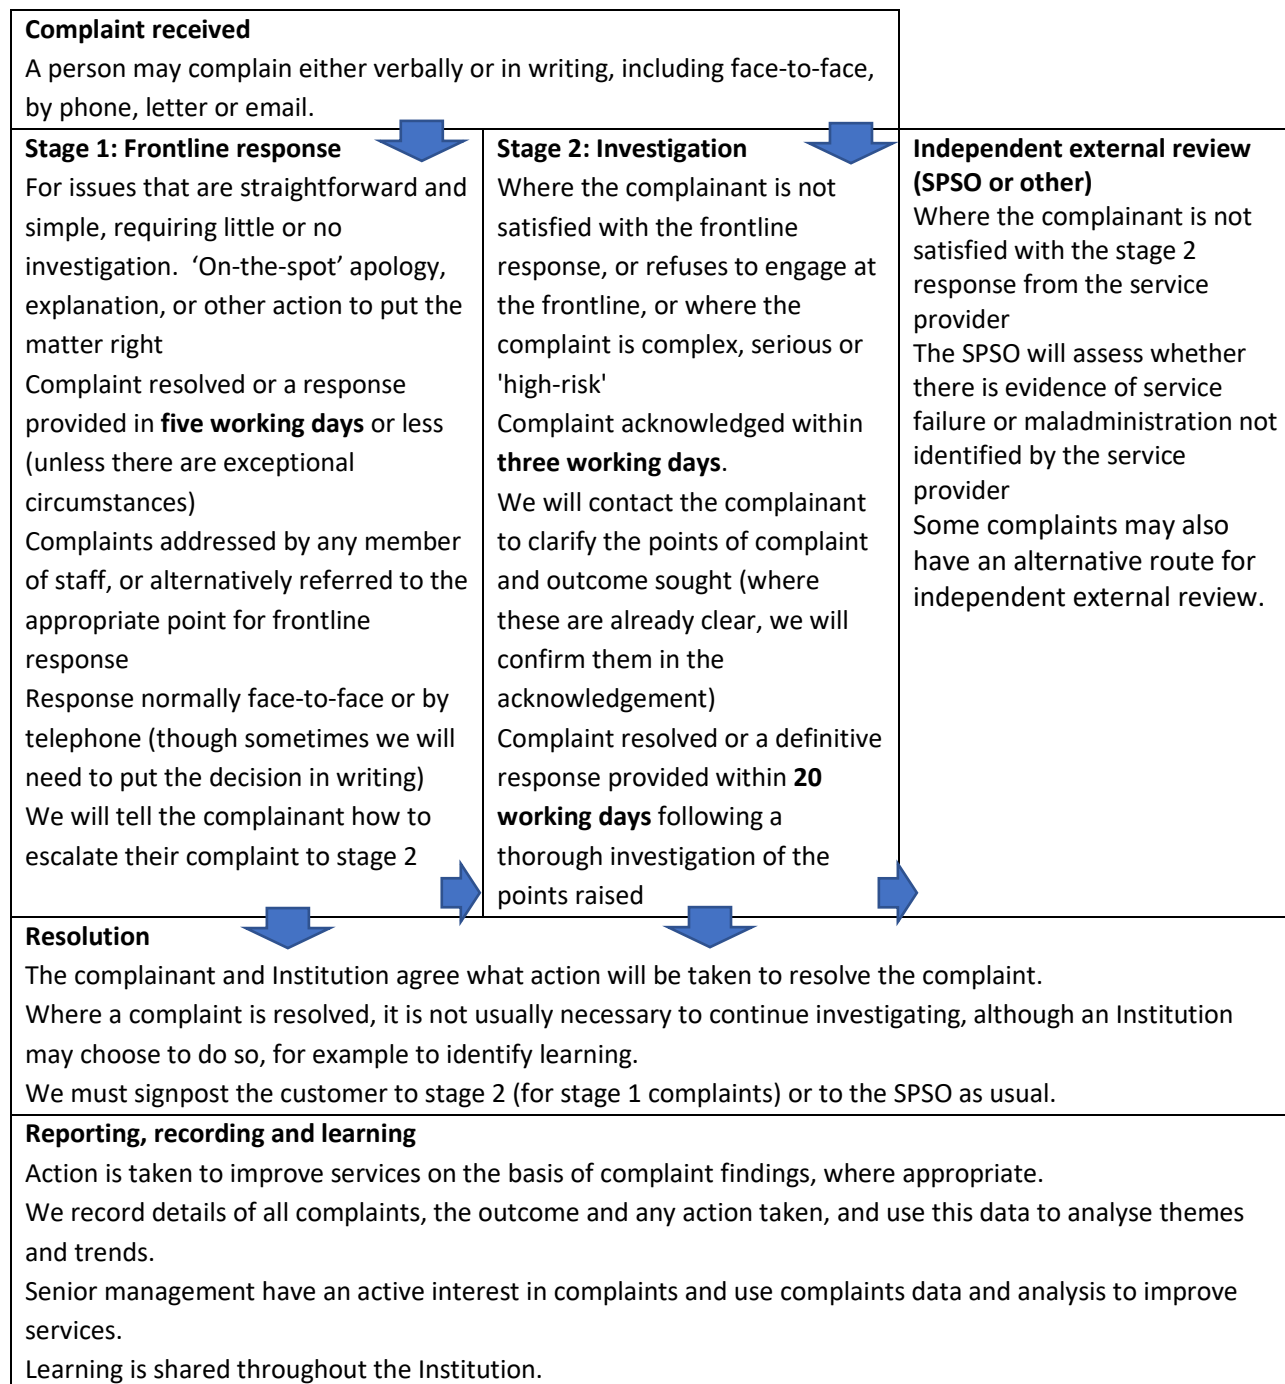 Complaint received
A person may complain either verbally or in writing, including face-to-face,
by phone, letter or email.
Stage 1: Frontline response
For issues that are straightforward and
simple, requiring little or no
investigation.  ‘On-the-spot’ apology,
explanation, or other action to put the
matter right
Complaint resolved or a response
provided in five working days or less
(unless there are exceptional
circumstances)
Complaints addressed by any member
of staff, or alternatively referred to the
appropriate point for frontline
response
Response normally face-to-face or by
telephone (though sometimes we will
need to put the decision in writing)
We will tell the complainant how to
escalate their complaint to stage 2
Stage 2: Investigation
Where the complainant is not
satisfied with the frontline
response, or refuses to engage at
the frontline, or where the
complaint is complex, serious or
'high-risk'
Complaint acknowledged within
three working days.
We will contact the complainant
to clarify the points of complaint
and outcome sought (where
these are already clear, we will
confirm them in the
acknowledgement)
Complaint resolved or a definitive
response provided within 20
working days following a
thorough investigation of the
points raised
Independent external review
(SPSO or other)
Where the complainant is not
satisfied with the stage 2
response from the service
provider
The SPSO will assess whether
there is evidence of service
failure or maladministration not
identified by the service
provider
Some complaints may also
have an alternative route for
independent external review.
Resolution
The complainant and Institution agree what action will be taken to resolve the complaint.
Where a complaint is resolved, it is not usually necessary to continue investigating, although an Institution
may choose to do so, for example to identify learning.
We must signpost the customer to stage 2 (for stage 1 complaints) or to the SPSO as usual.
Reporting, recording and learning
Action is taken to improve services on the basis of complaint findings, where appropriate.
We record details of all complaints, the outcome and any action taken, and use this data to analyse themes
and trends.
Senior management have an active interest in complaints and use complaints data and analysis to improve
services.
Learning is shared throughout the Institution.